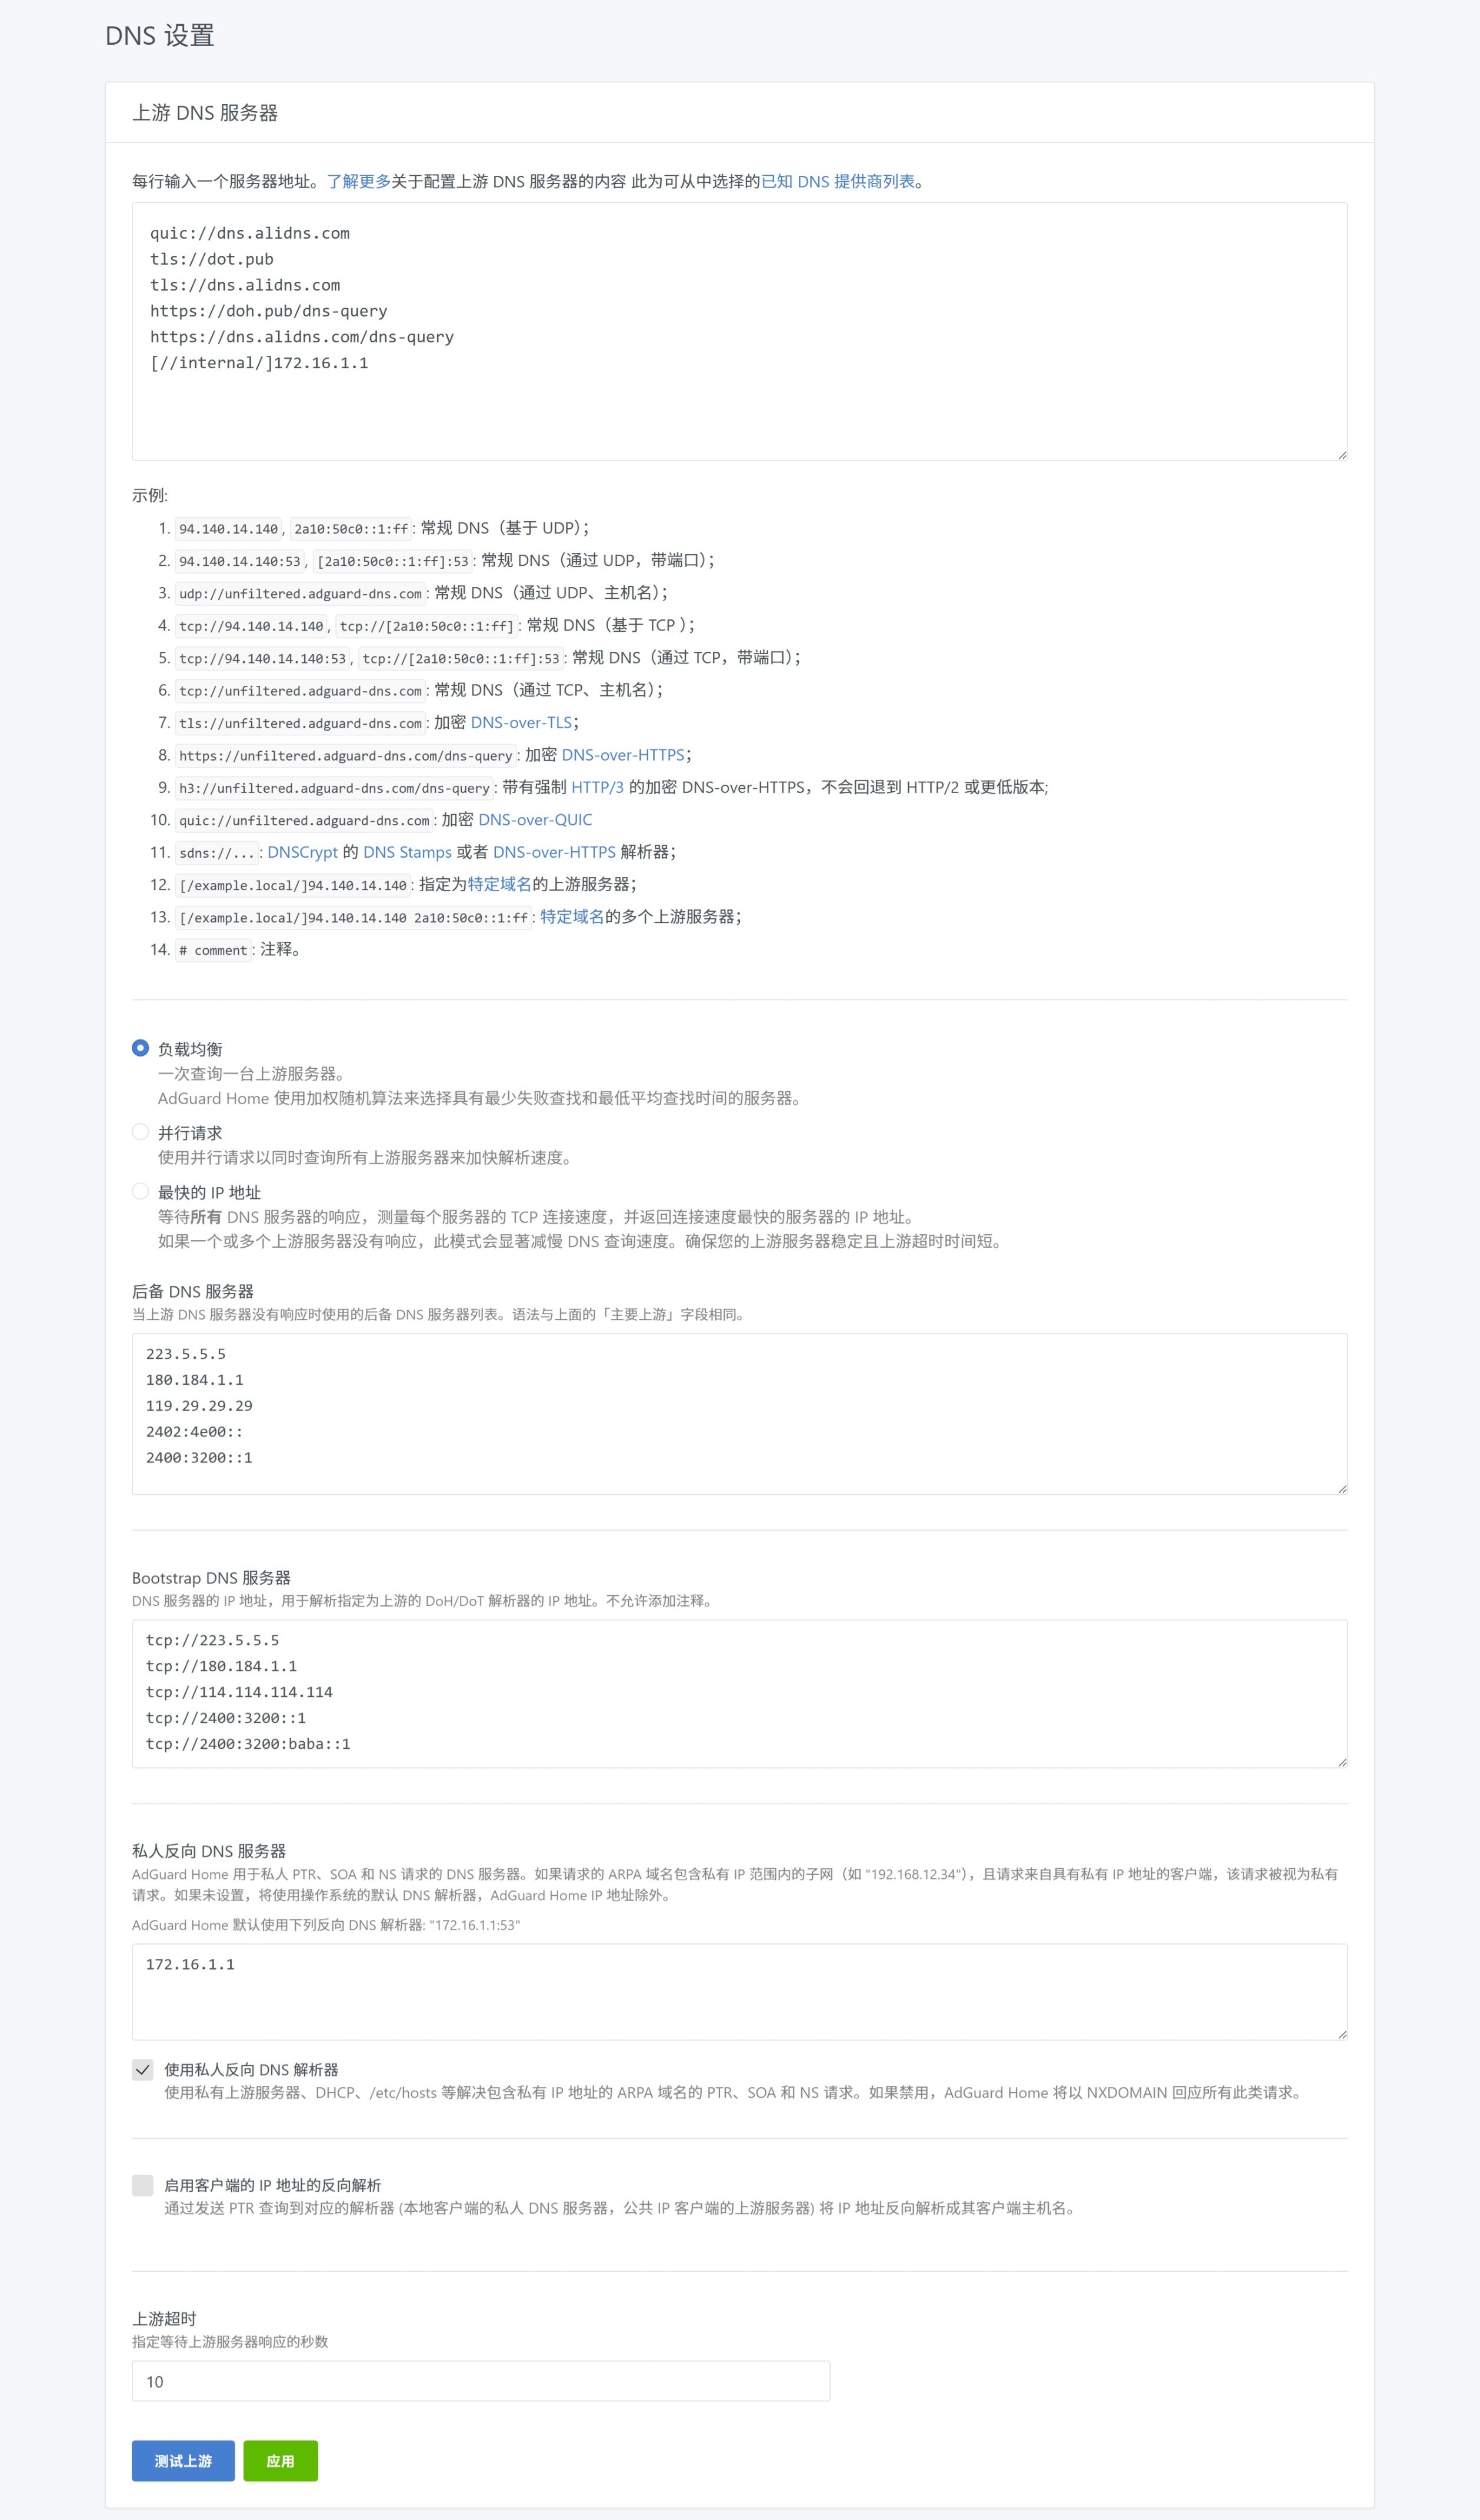 DNS 设置
上游 DNS 服务器
每行输入一个服务器地址。了解更多关于配置上游 DNS 服务器的内容 此为可从中选择的已知 DNS 提供商列表。
quic://dns.alidns.com
tls://dot.pub
tls://dns.alidns.com
https://doh.pub/dns-query
https://dns.alidns.com/dns-query
[//internal/]172.16.1.1
示例:
1. 94.140.14.140, 2a10:50c0::1:ff: 常规 DNS（基于 UDP）；
2. 94.140.14.140:53, [2a10:50c0::1:ff]:53: 常规 DNS（通过 UDP，带端口）；
3. udp://unfiltered.adguard-dns.com: 常规 DNS（通过 UDP、主机名）；
4. tcp://94.140.14.140, tcp://[2a10:50c0::1:ff]: 常规 DNS（基于 TCP ）；
5. tcp://94.140.14.140:53, tcp://[2a10:50c0::1:ff]:53: 常规 DNS（通过 TCP，带端口）；
6. tcp://unfiltered.adguard-dns.com: 常规 DNS（通过 TCP、主机名）；
7. tls://unfiltered.adguard-dns.com: 加密 DNS-over-TLS；
8. https://unfiltered.adguard-dns.com/dns-query: 加密 DNS-over-HTTPS；
9. h3://unfiltered.adguard-dns.com/dns-query: 带有强制 HTTP/3 的加密 DNS-over-HTTPS，不会回退到 HTTP/2 或更低版本;
10. quic://unfiltered.adguard-dns.com: 加密 DNS-over-QUIC
11. sdns://...: DNSCrypt 的 DNS Stamps 或者 DNS-over-HTTPS 解析器；
12. [/example.local/]94.140.14.140: 指定为特定域名的上游服务器；
13. [/example.local/]94.140.14.140 2a10:50c0::1:ff: 特定域名的多个上游服务器；
14. # comment: 注释。
负载均衡
一次查询一台上游服务器。
AdGuard Home 使用加权随机算法来选择具有最少失败查找和最低平均查找时间的服务器。
并行请求
使用并行请求以同时查询所有上游服务器来加快解析速度。
最快的 IP 地址
等待所有 DNS 服务器的响应，测量每个服务器的 TCP 连接速度，并返回连接速度最快的服务器的 IP 地址。
如果一个或多个上游服务器没有响应，此模式会显著减慢 DNS 查询速度。确保您的上游服务器稳定且上游超时时间短。
后备 DNS 服务器
当上游 DNS 服务器没有响应时使用的后备 DNS 服务器列表。语法与上面的「主要上游」字段相同。
223.5.5.5
180.184.1.1
119.29.29.29
2402:4e00::
2400:3200::1
Bootstrap DNS 服务器
DNS 服务器的 IP 地址，用于解析指定为上游的 DoH/DoT 解析器的 IP 地址。不允许添加注释。
tcp://223.5.5.5
tcp://180.184.1.1
tcp://114.114.114.114
tcp://2400:3200::1
tcp://2400:3200:baba::1
私人反向 DNS 服务器
AdGuard Home 用于私人 PTR、SOA 和 NS 请求的 DNS 服务器。如果请求的 ARPA 域名包含私有 IP 范围内的子网（如 "192.168.12.34"），且请求来自具有私有 IP 地址的客户端，该请求被视为私有
请求。如果未设置，将使用操作系统的默认 DNS 解析器，AdGuard Home IP 地址除外。
AdGuard Home 默认使用下列反向 DNS 解析器: "172.16.1.1:53"
172.16.1.1
使用私人反向 DNS 解析器
使用私有上游服务器、DHCP、/etc/hosts 等解决包含私有 IP 地址的 ARPA 域名的 PTR、SOA 和 NS 请求。如果禁用，AdGuard Home 将以 NXDOMAIN 回应所有此类请求。
启用客户端的 IP 地址的反向解析
通过发送 PTR 查询到对应的解析器 (本地客户端的私人 DNS 服务器，公共 IP 客户端的上游服务器) 将 IP 地址反向解析成其客户端主机名。
上游超时
指定等待上游服务器响应的秒数
10
测试上游 应用